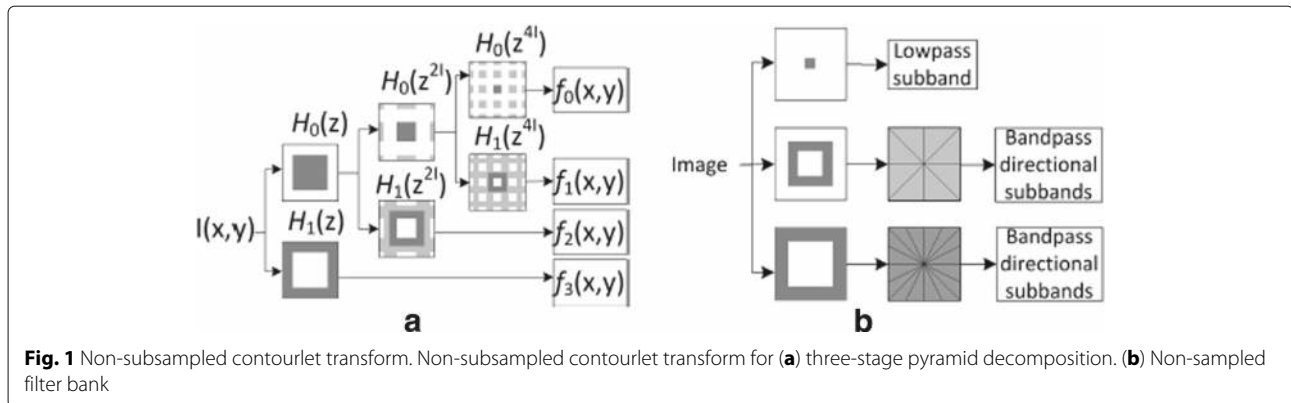 H₀(z⁴ᴵ)
H₀(z²ᴵ)
f₀(x,y)
H₀(z)
H₁(z⁴ᴵ)
H₁(z²ᴵ)
f₁(x,y)
I(x,y)
H₁(z)
f₂(x,y)
f₃(x,y)
a
Lowpass
subband
Image
Bandpass
directional
subbands
Bandpass
directional
subbands
b
Fig. 1 Non-subsampled contourlet transform. Non-subsampled contourlet transform for (a) three-stage pyramid decomposition. (b) Non-sampled
filter bank